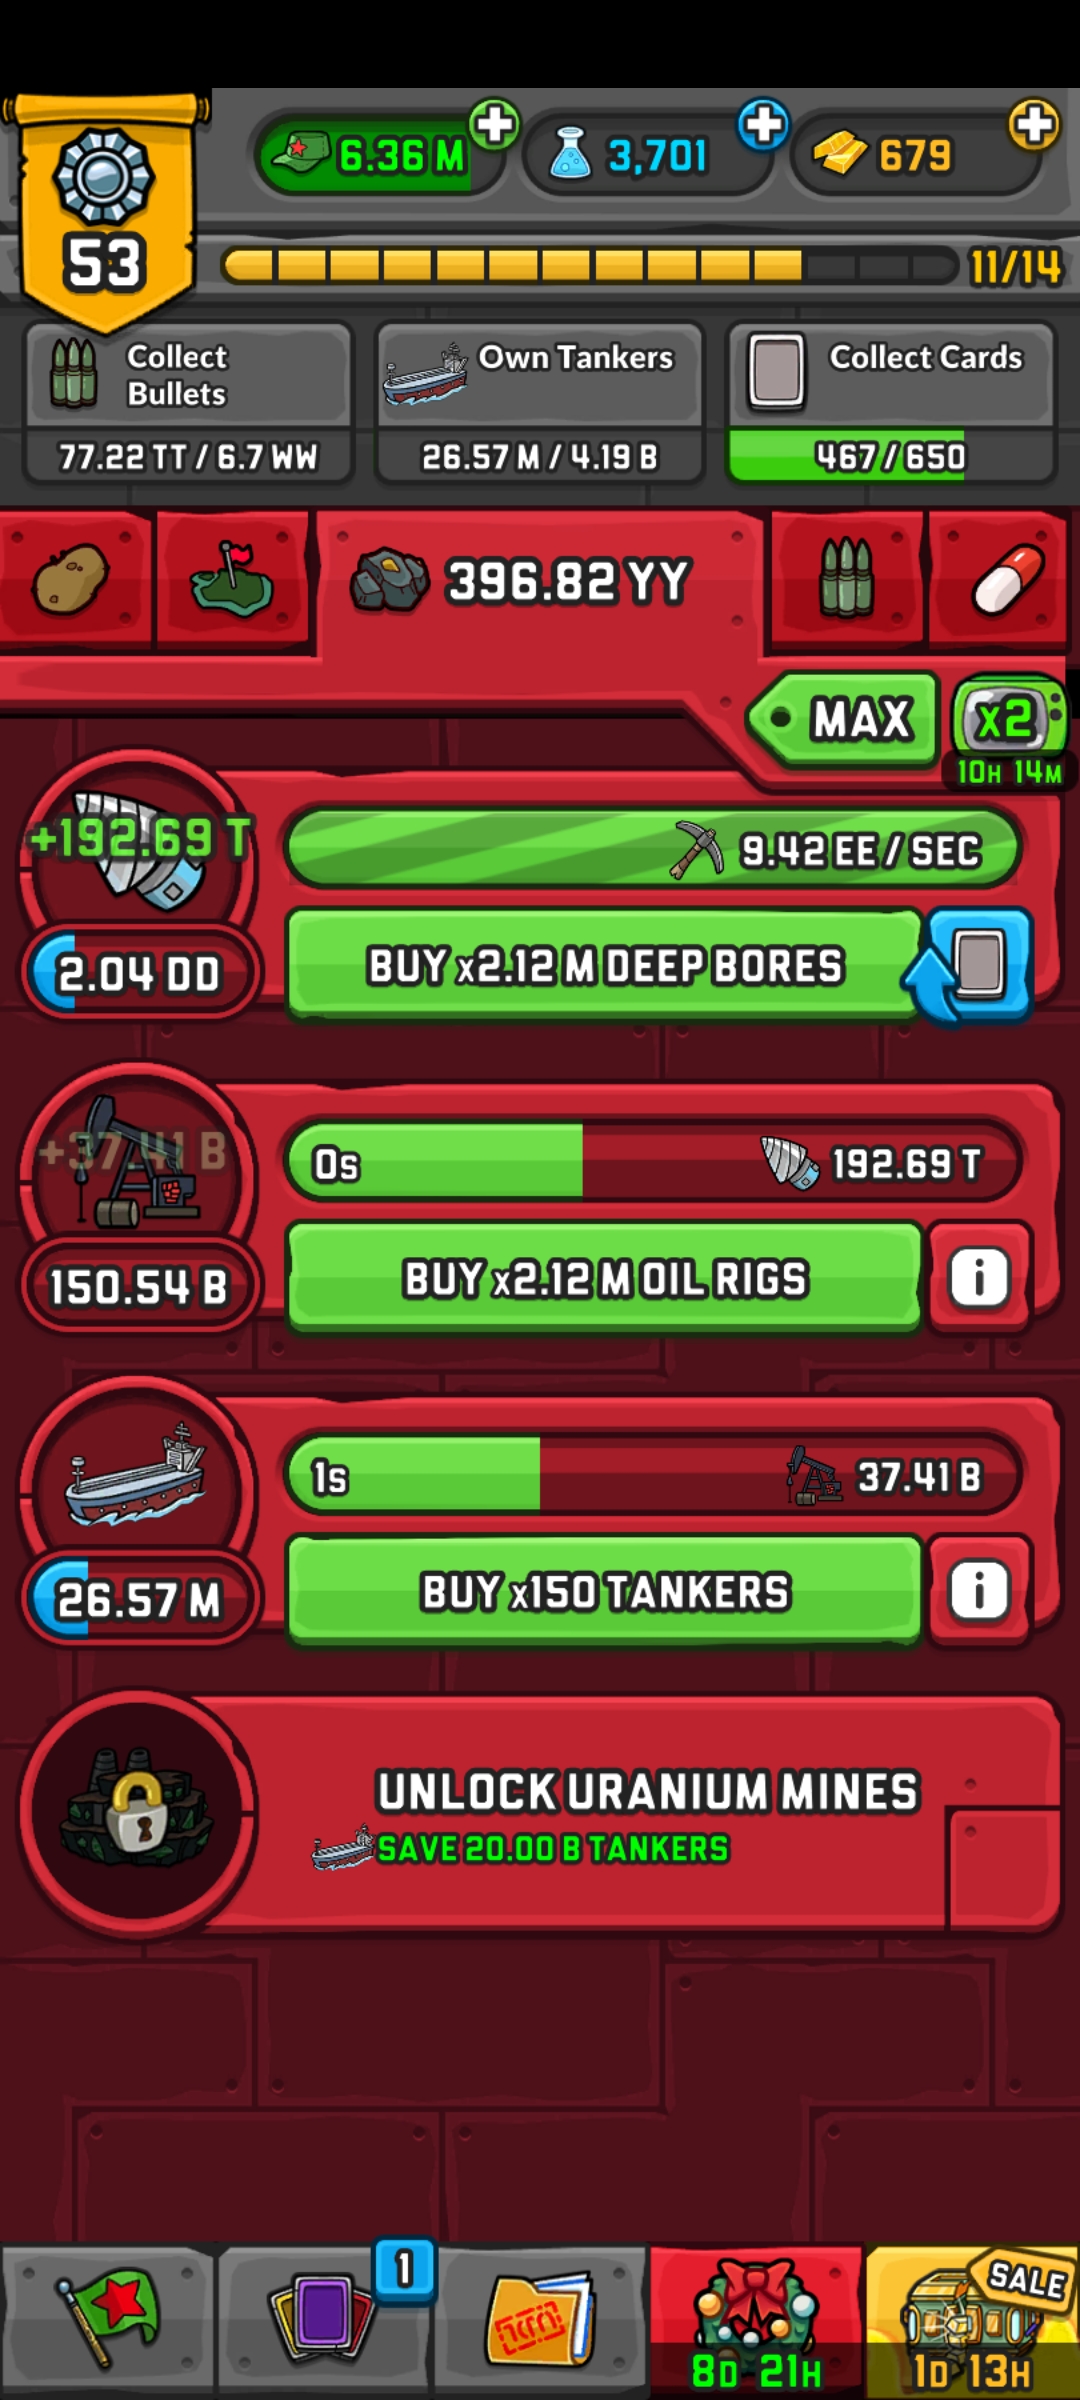 6.36 M
3,701
679
53
11/14
Collect
Bullets
77.22 TT / 6.7 WW
Own Tankers
26.57 M / 4.19 B
Collect Cards
467 / 650
396.82 YY
MAX
x2
10H 14M
+192.69 T
9.42 EE / SEC
2.04 DD
BUY x2.12 M DEEP BORES
+37.41 B
0s
192.69 T
150.54 B
BUY x2.12 M OIL RIGS
i
1s
37.41 B
26.57 M
BUY x150 TANKERS
i
UNLOCK URANIUM MINES
SAVE 20.00 B TANKERS
1
SALE
8D 21H
1D 13H